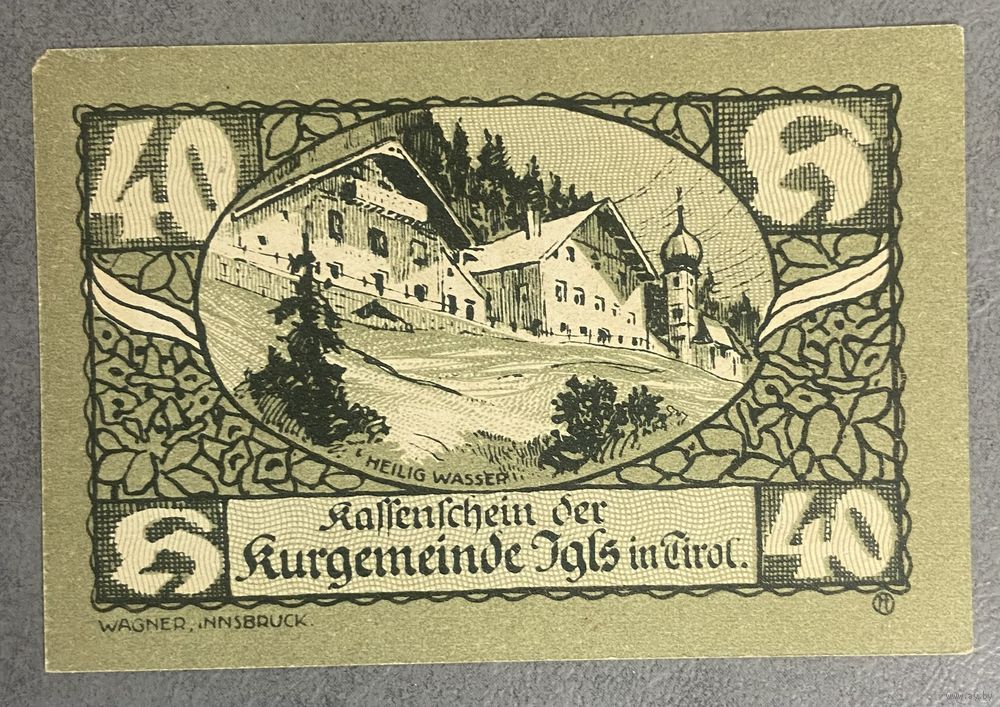 40 H
HEILIG WASSER
Kassenschein der
Kurgemeinde Igls in Tirol.
H 40
WAGNER, INNSBRUCK.